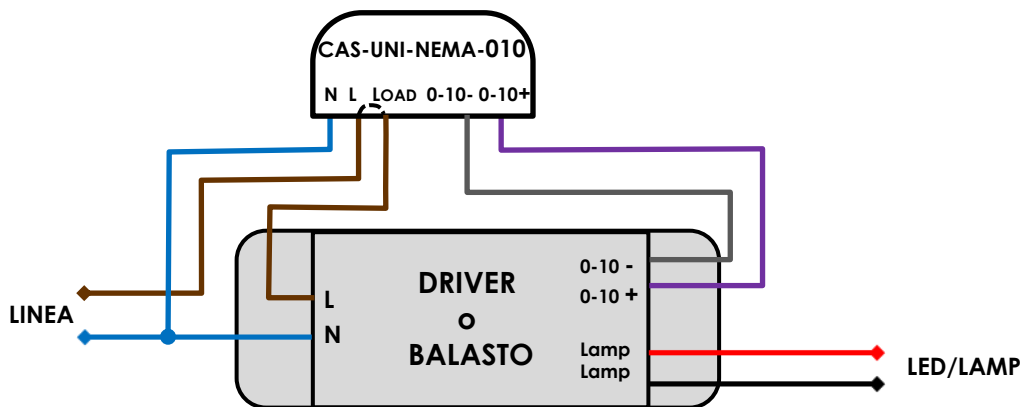 CAS-UNI-NEMA-010
N L LOAD 0-10- 0-10+
0-10 -
DRIVER
L
0-10 +
LINEA
o
N
BALASTO
Lamp
Lamp
LED/LAMP